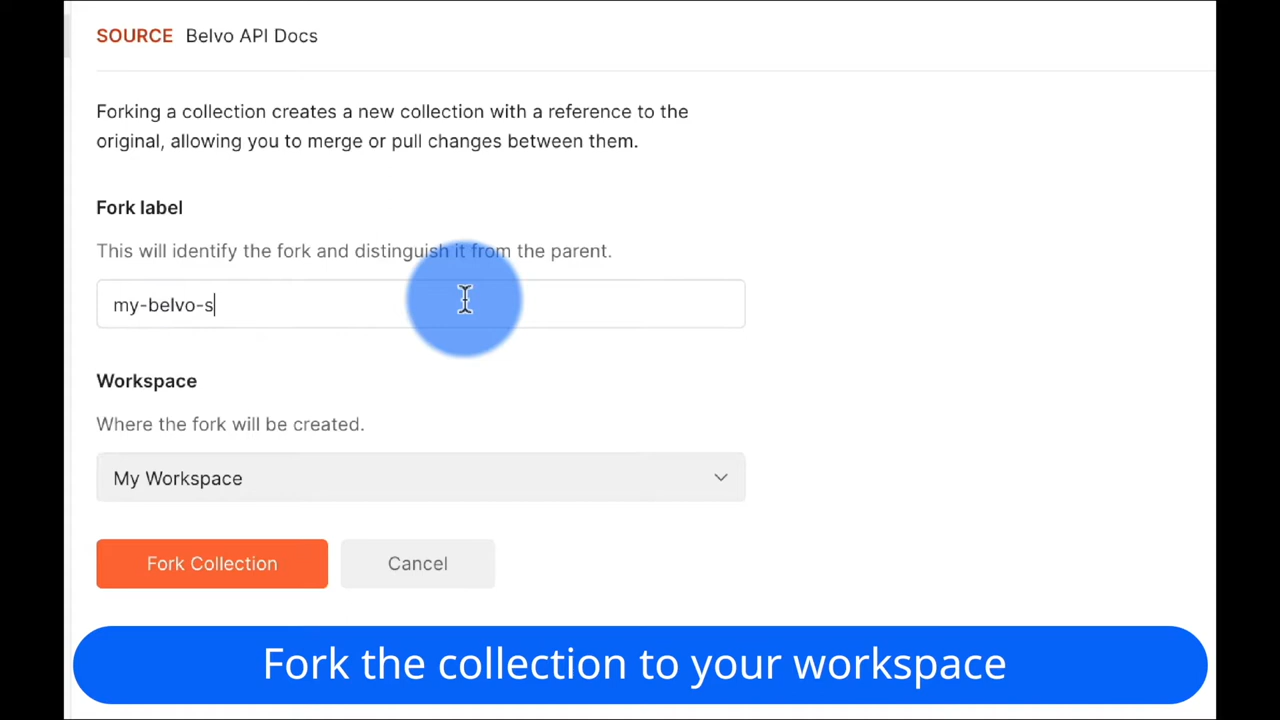 SOURCE Belvo API Docs
Forking a collection creates a new collection with a reference to the
original, allowing you to merge or pull changes between them.
Fork label
This will identify the fork and distinguish it from the parent.
my-belvo-s
Workspace
Where the fork will be created.
My Workspace
Fork Collection Cancel
Fork the collection to your workspace